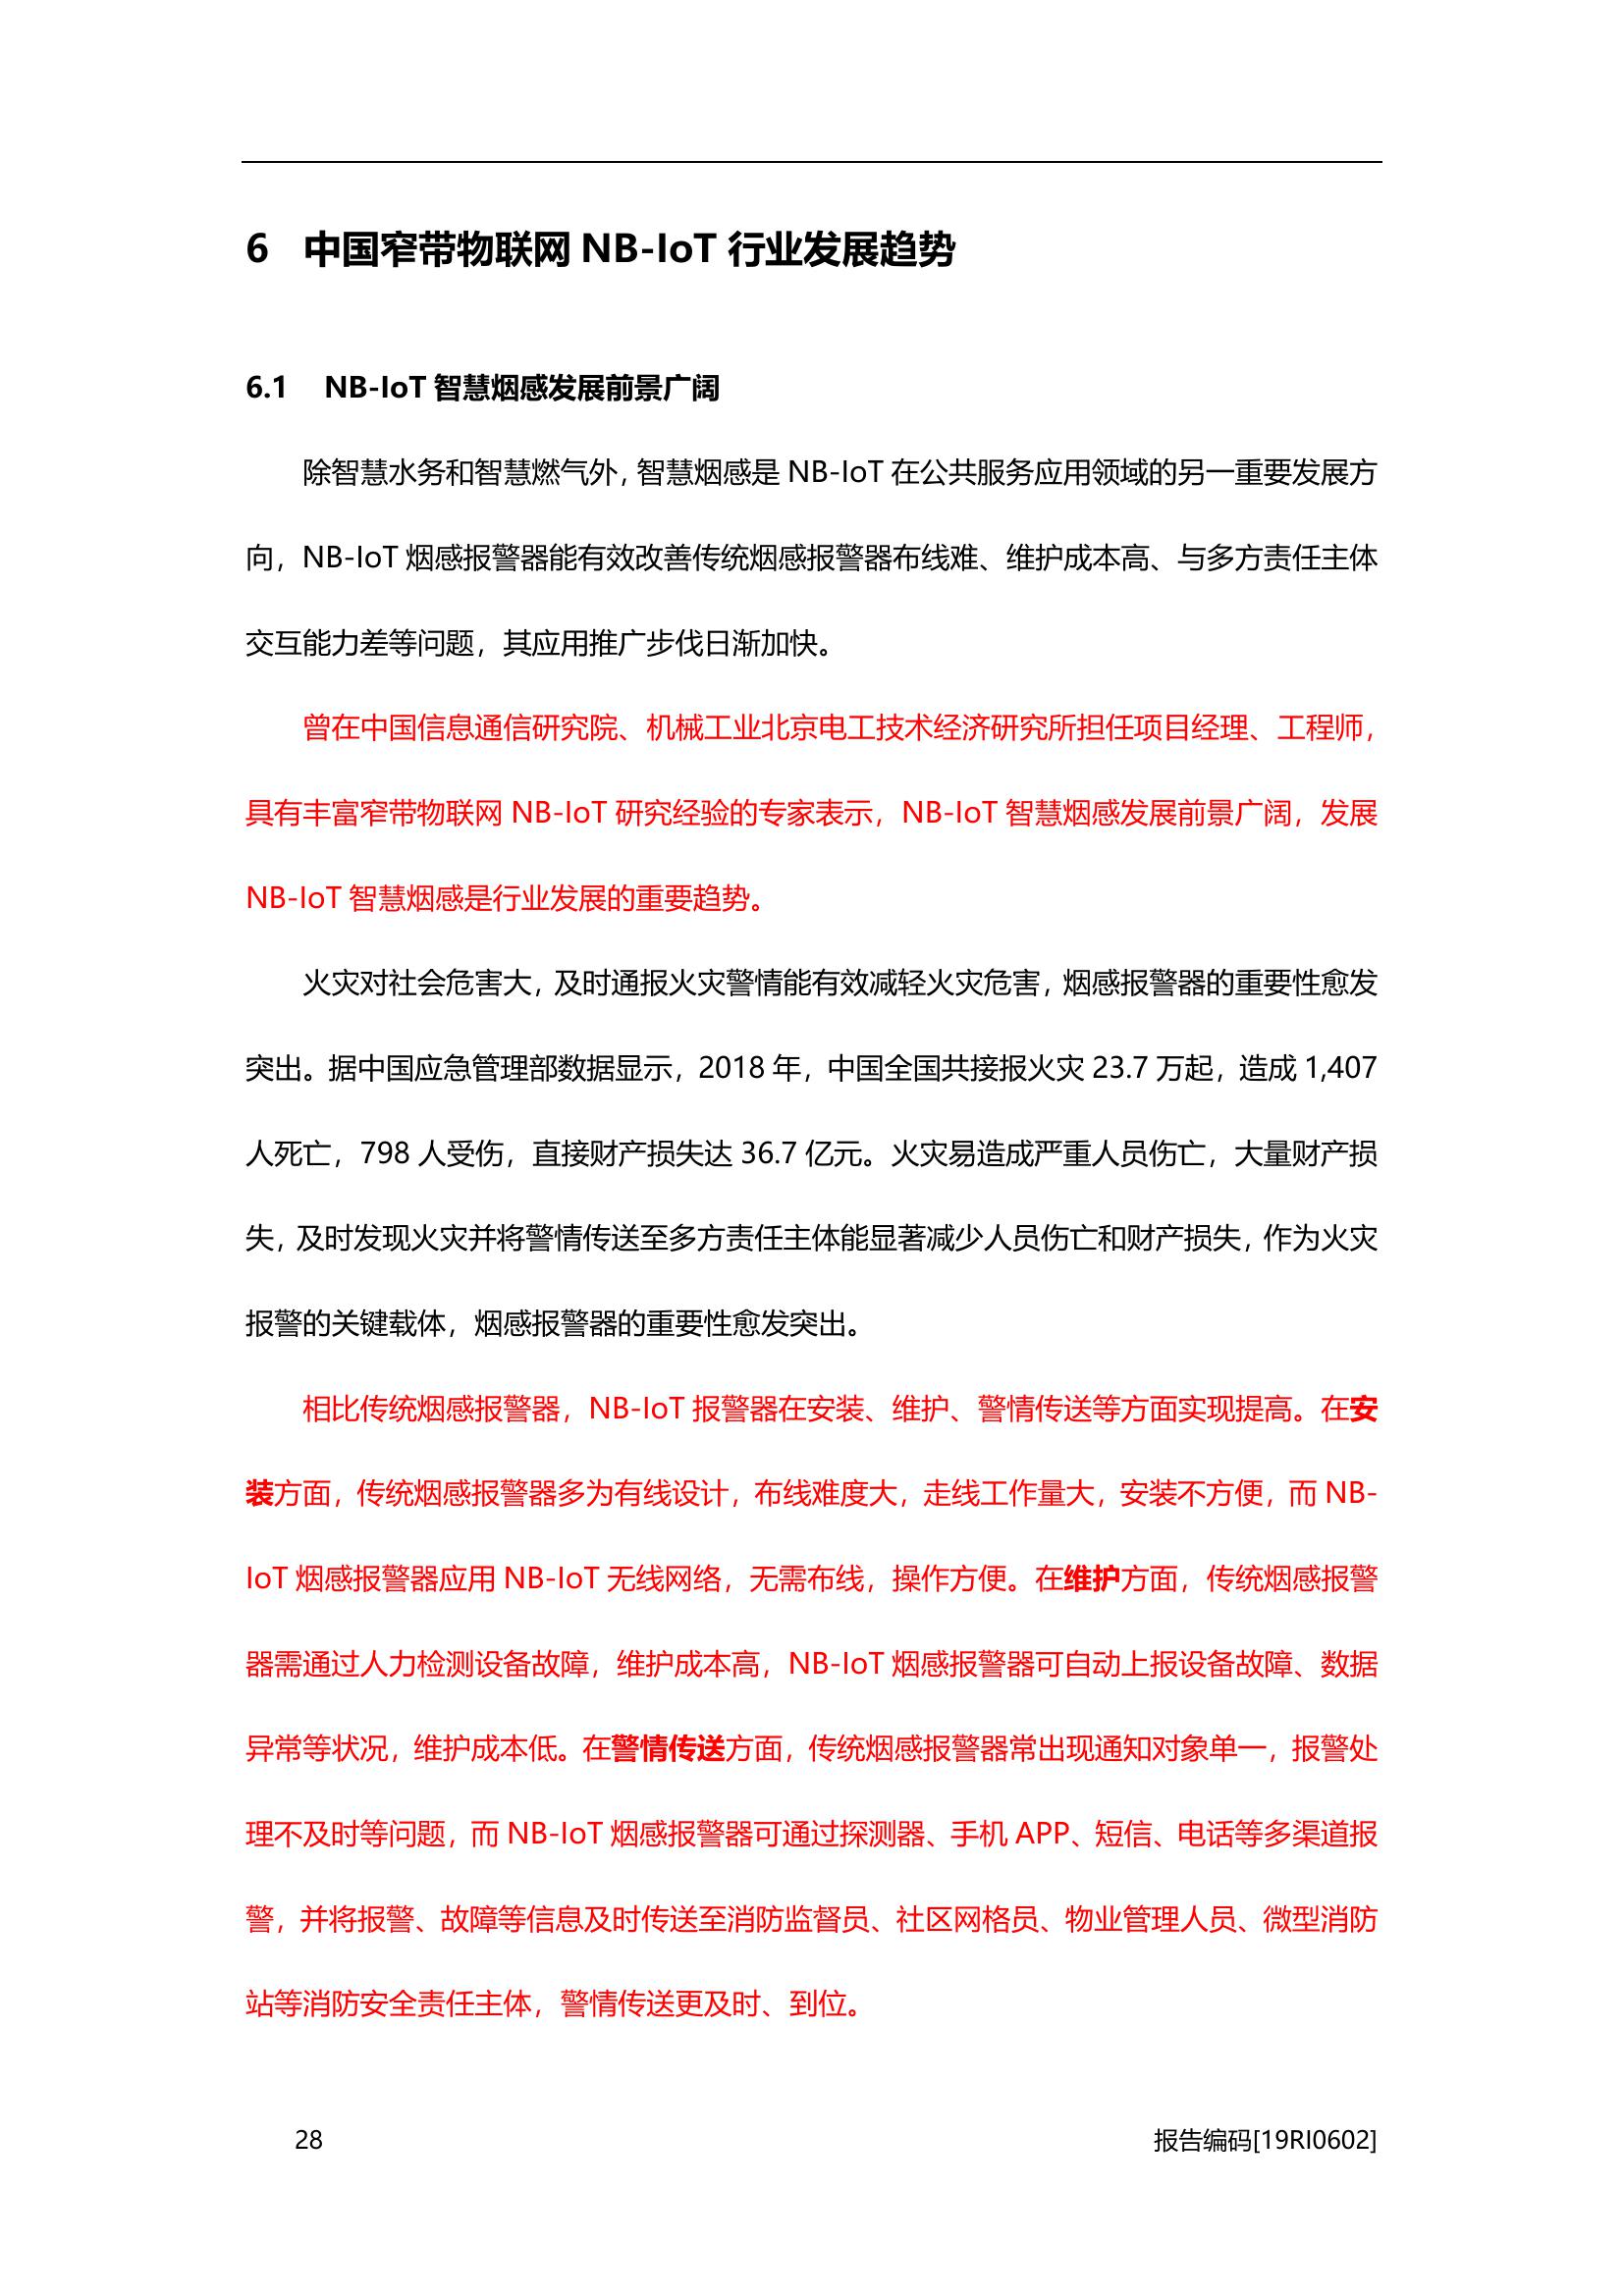 6 中国窄带物联网 NB-IoT 行业发展趋势
6.1 NB-IoT 智慧烟感发展前景广阔
除智慧水务和智慧燃气外，智慧烟感是 NB-IoT 在公共服务应用领域的另一重要发展方
向，NB-IoT 烟感报警器能有效改善传统烟感报警器布线难、维护成本高、与多方责任主体
交互能力差等问题，其应用推广步伐日渐加快。
曾在中国信息通信研究院、机械工业北京电工技术经济研究所担任项目经理、工程师，
具有丰富窄带物联网 NB-IoT 研究经验的专家表示，NB-IoT 智慧烟感发展前景广阔，发展
NB-IoT 智慧烟感是行业发展的重要趋势。
火灾对社会危害大，及时通报火灾警情能有效减轻火灾危害，烟感报警器的重要性愈发
突出。据中国应急管理部数据显示，2018 年，中国全国共接报火灾 23.7 万起，造成 1,407
人死亡，798 人受伤，直接财产损失达 36.7 亿元。火灾易造成严重人员伤亡，大量财产损
失，及时发现火灾并将警情传送至多方责任主体能显著减少人员伤亡和财产损失，作为火灾
报警的关键载体，烟感报警器的重要性愈发突出。
相比传统烟感报警器，NB-IoT 报警器在安装、维护、警情传送等方面实现提高。在安
装方面，传统烟感报警器多为有线设计，布线难度大，走线工作量大，安装不方便，而 NB-
IoT 烟感报警器应用 NB-IoT 无线网络，无需布线，操作方便。在维护方面，传统烟感报警
器需通过人力检测设备故障，维护成本高，NB-IoT 烟感报警器可自动上报设备故障、数据
异常等状况，维护成本低。在警情传送方面，传统烟感报警器常出现通知对象单一，报警处
理不及时等问题，而 NB-IoT 烟感报警器可通过探测器、手机 APP、短信、电话等多渠道报
警，并将报警、故障等信息及时传送至消防监督员、社区网格员、物业管理人员、微型消防
站等消防安全责任主体，警情传送更及时、到位。
28 报告编码[19RI0602]